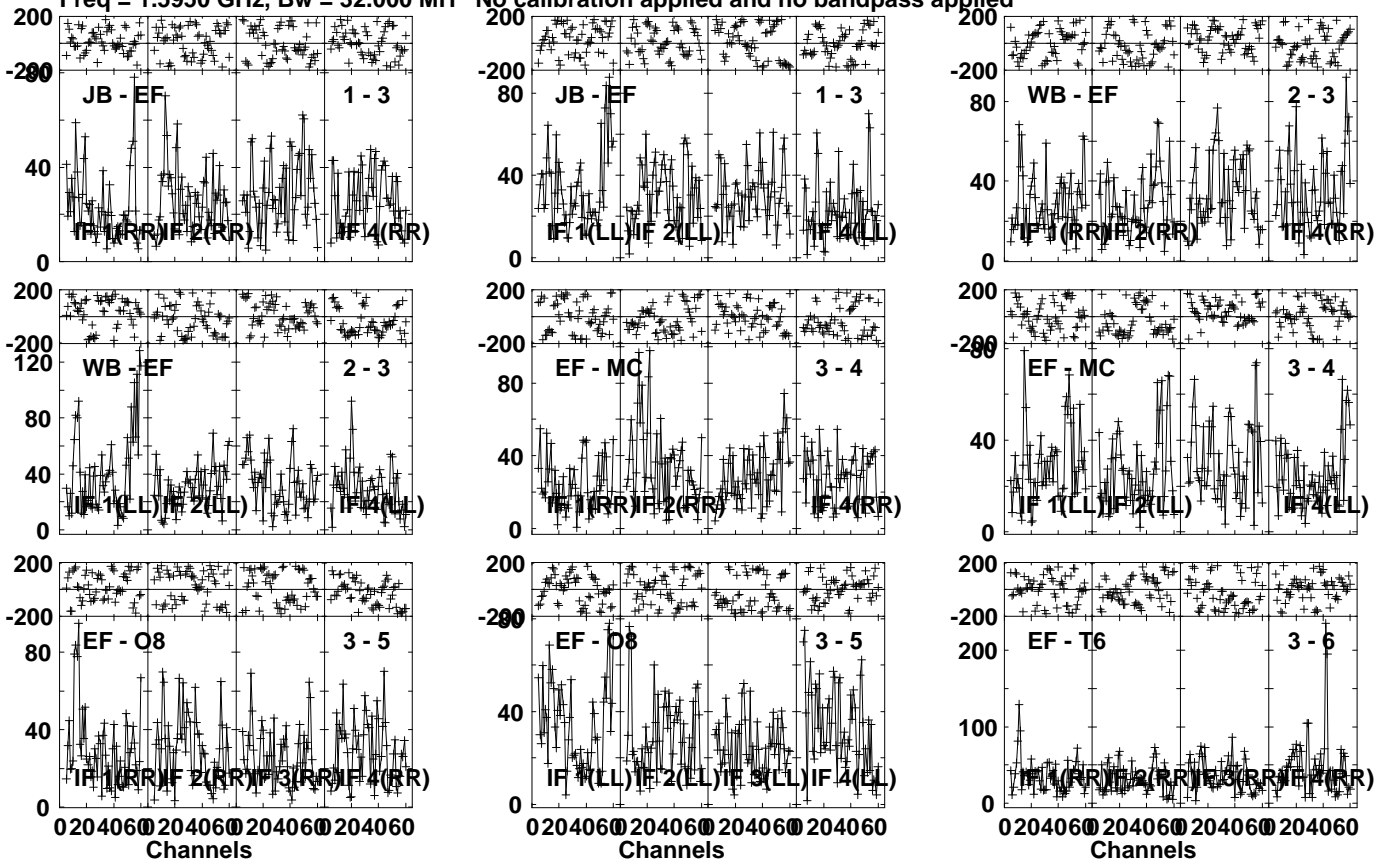 Freq = 1.5950 GHz, Bw = 32.000 MH No calibration applied and no bandpass applied
200
-200
80
40
0
JB - EF
1 - 3
IF 1(RR)
IF 2(RR)
IF 4(RR)
200
-200
80
40
0
JB - EF
1 - 3
IF 1(LL)
IF 2(LL)
IF 4(LL)
200
-200
80
40
0
WB - EF
2 - 3
IF 1(RR)
IF 2(RR)
IF 4(RR)
200
-200
120
80
40
0
WB - EF
2 - 3
IF 1(LL)
IF 2(LL)
IF 4(LL)
200
-200
80
40
0
EF - MC
3 - 4
IF 1(RR)
IF 2(RR)
IF 4(RR)
200
-200
80
40
0
EF - MC
3 - 4
IF 1(LL)
IF 2(LL)
IF 4(LL)
200
-200
80
40
0
EF - O8
3 - 5
IF 1(RR)
IF 2(RR)
IF 3(RR)
IF 4(RR)
0 20 40 60 0 20 40 60 0 20 40 60 0 20 40 60
Channels
200
-200
80
40
0
EF - O8
3 - 5
IF 1(LL)
IF 2(LL)
IF 3(LL)
IF 4(LL)
0 20 40 60 0 20 40 60 0 20 40 60 0 20 40 60
Channels
200
-200
200
100
0
EF - T6
3 - 6
IF 1(RR)
IF 2(RR)
IF 3(RR)
IF 4(RR)
0 20 40 60 0 20 40 60 0 20 40 60 0 20 40 60
Channels